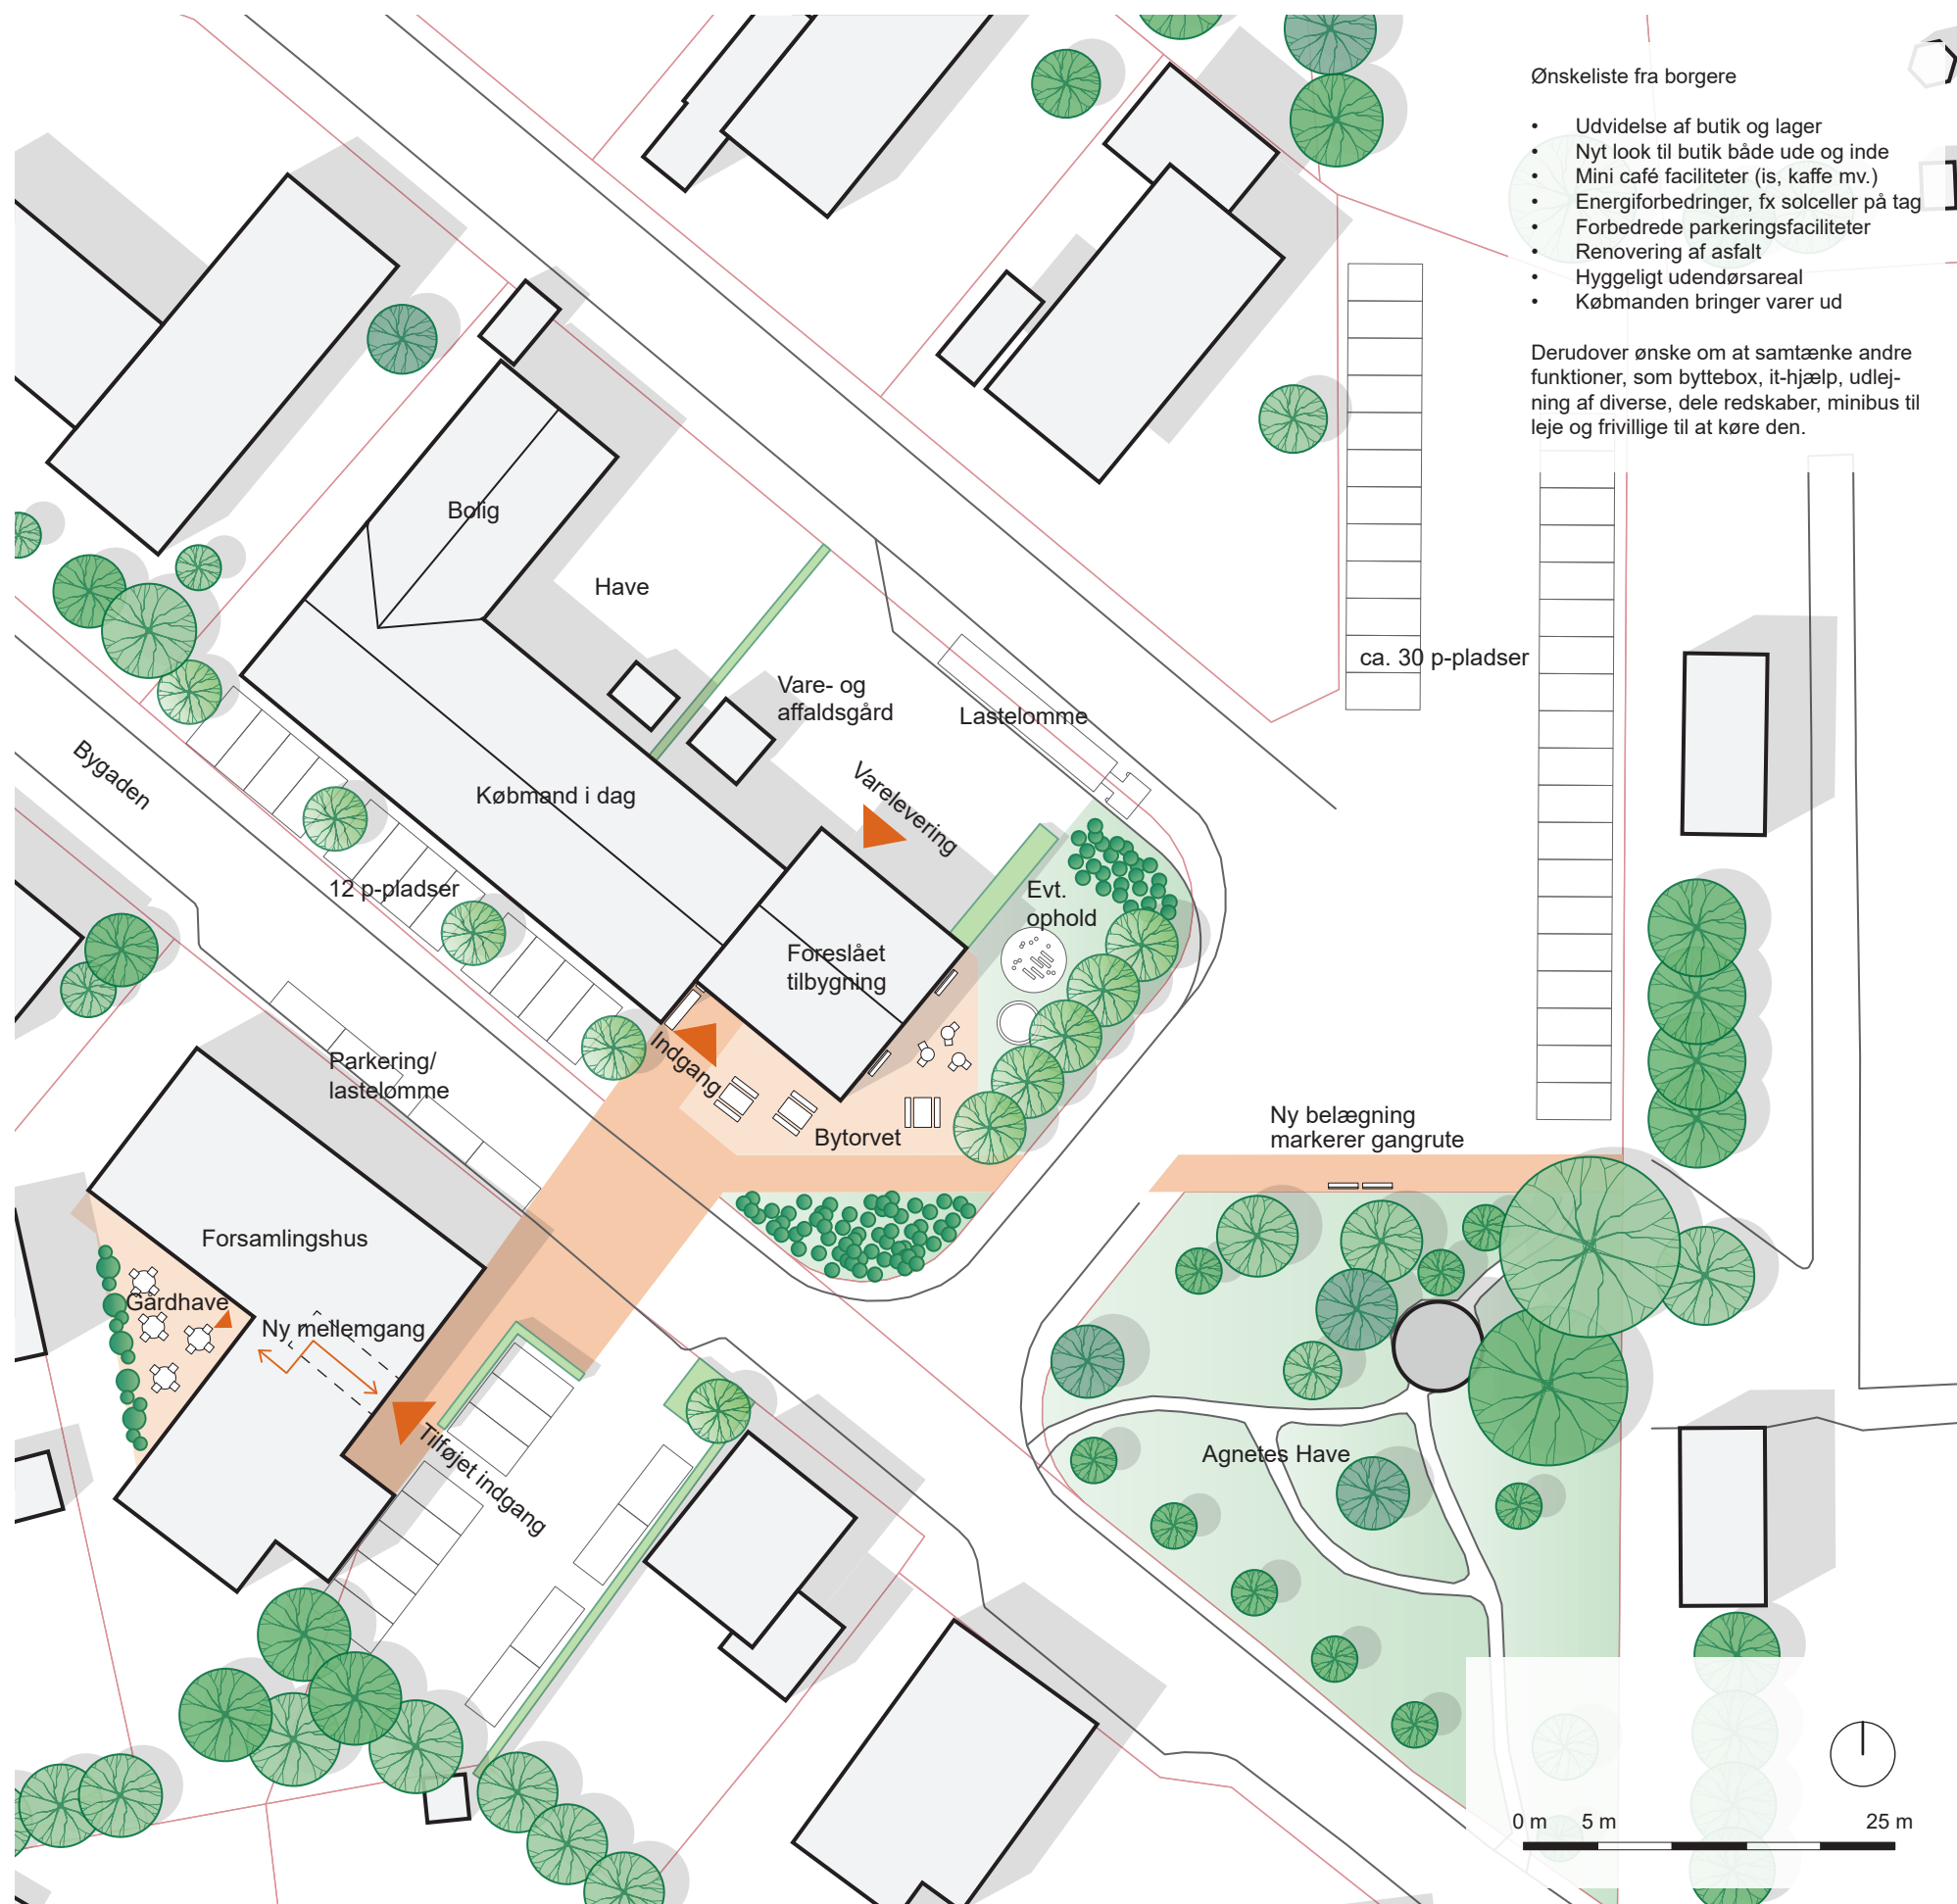 Ønskeliste fra borgere
• Udvidelse af butik og lager
• Nyt look til butik både ude og inde
• Mini café faciliteter (is, kaffe mv.)
• Energiforbedringer, fx solceller på tag
• Forbedrede parkeringsfaciliteter
• Renovering af asfalt
• Hyggeligt udendørsareal
• Købmanden bringer varer ud
Derudover ønske om at samtænke andre
funktioner, som byttebox, it-hjælp, udlej-
ning af diverse, dele redskaber, minibus til
leje og frivillige til at køre den.
Bolig
Have
ca. 30 p-pladser
Vare- og
affaldsgård
Lastelomme
Bygaden
Købmand i dag
Varelevering
12 p-pladser
Evt.
ophold
Foreslået
tilbygning
Indgang
Parkering/
lastelomme
Bytorvet
Ny belægning
markerer gangrute
Forsamlingshus
Gårdhave
Ny mellemgang
Tilføjet indgang
Agnetes Have
0 m 5 m 25 m